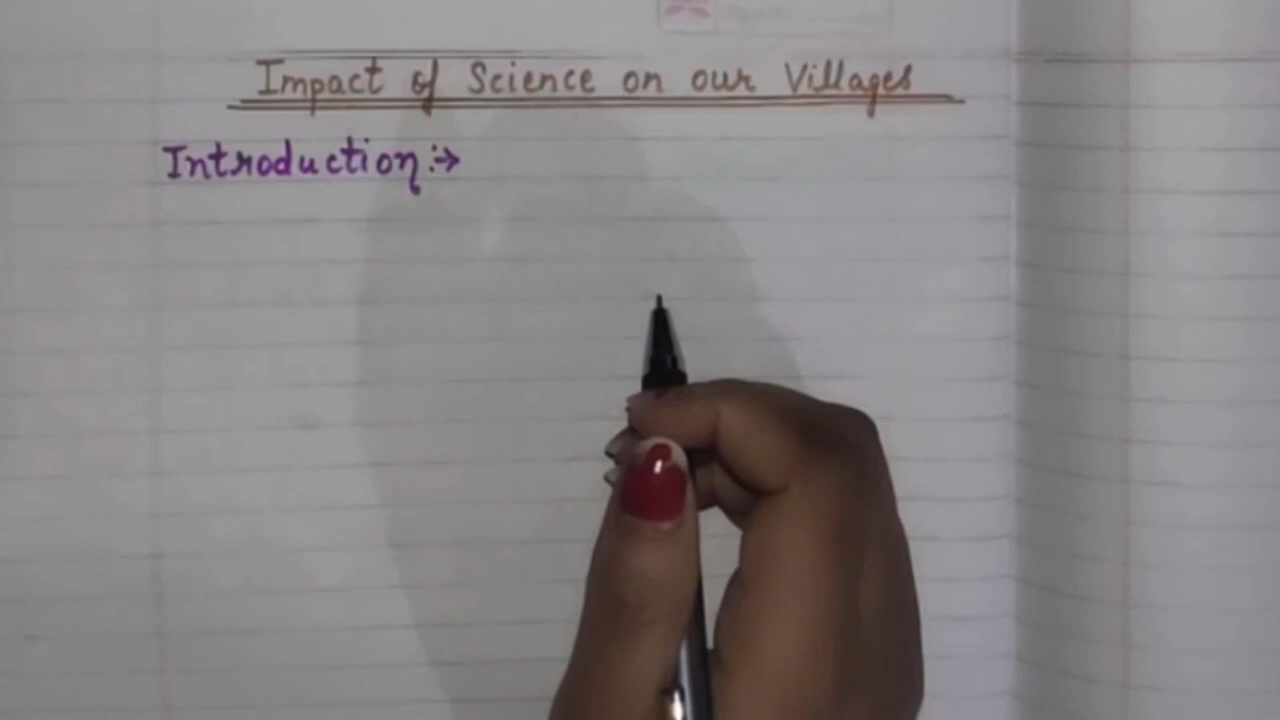 Impact of Science on our Villages
Introduction :→